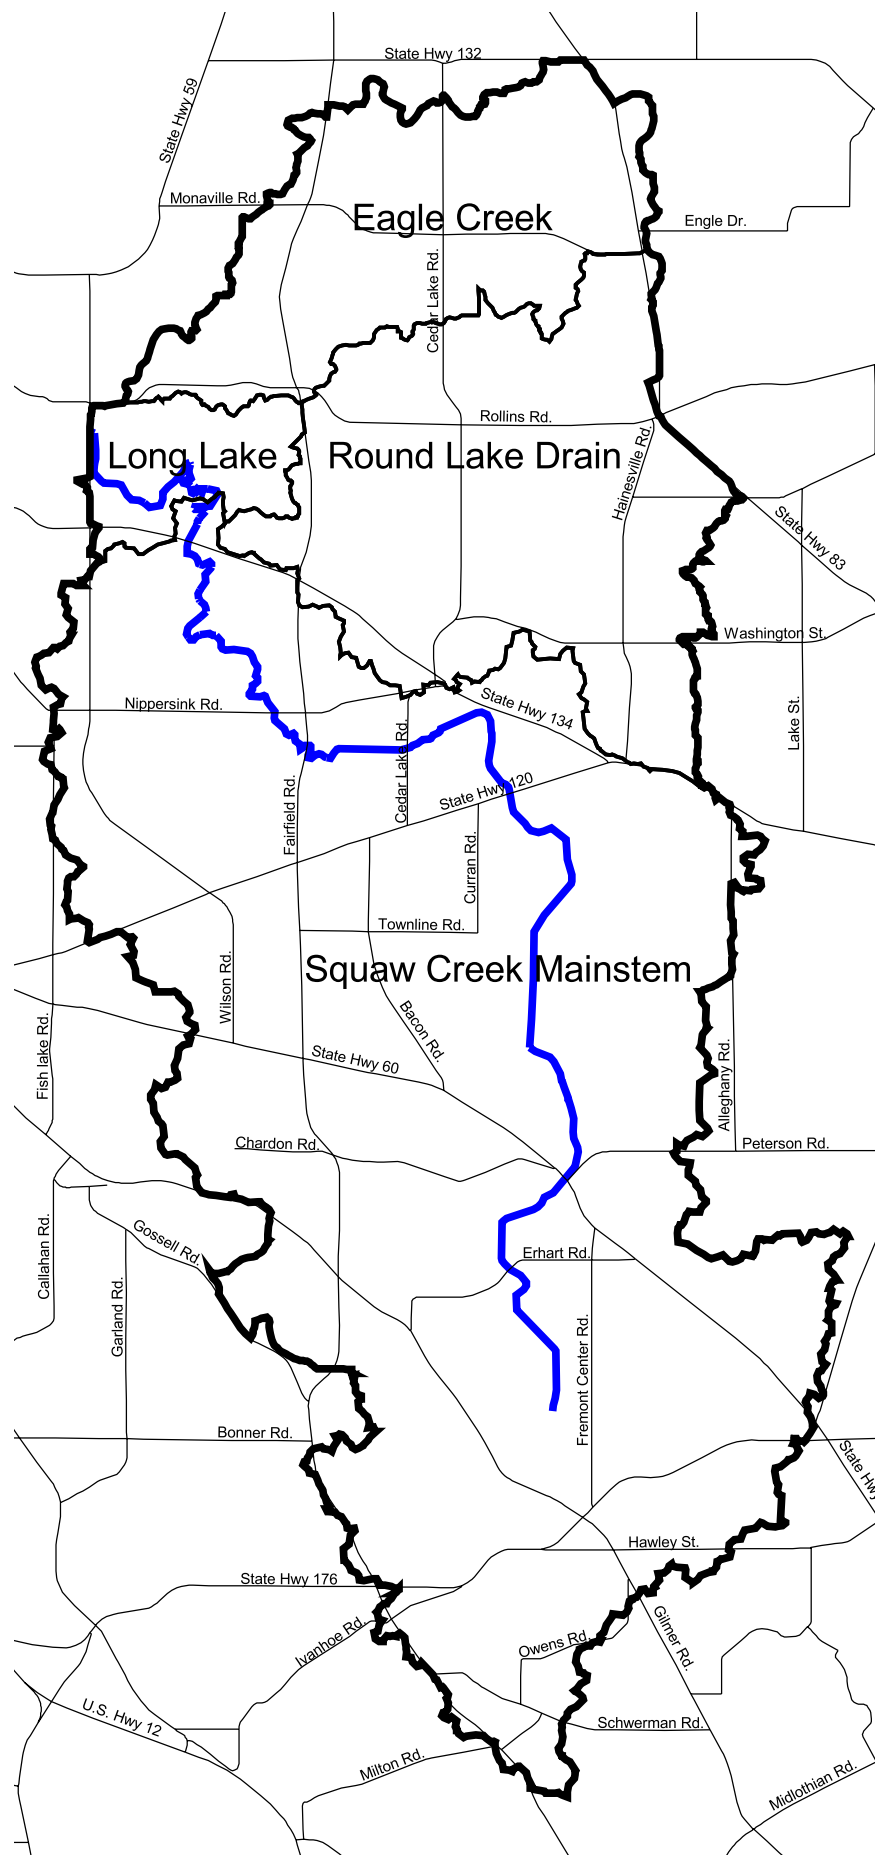 State Hwy 132
State Hwy 59
Monaville Rd.
Eagle Creek
Engle Dr.
Cedar Lake Rd.
Rollins Rd.
Hainesville Rd.
Long Lake
Round Lake Drain
State Hwy 83
Washington St.
Nippersink Rd.
State Hwy 134
Lake St.
Cedar Lake Rd.
Fairfield Rd.
State Hwy 120
Curran Rd.
Townline Rd.
Squaw Creek Mainstem
Wilson Rd.
Bacon Rd.
Fish lake Rd.
State Hwy 60
Alleghany Rd.
Chardon Rd.
Peterson Rd.
Callahan Rd.
Gossell Rd.
Erhart Rd.
Garland Rd.
Fremont Center Rd.
Bonner Rd.
State Hwy
Hawley St.
State Hwy 176
Ivanhoe Rd.
Owens Rd.
Gilmer Rd.
U.S. Hwy 12
Schwerman Rd.
Milton Rd.
Midlothian Rd.